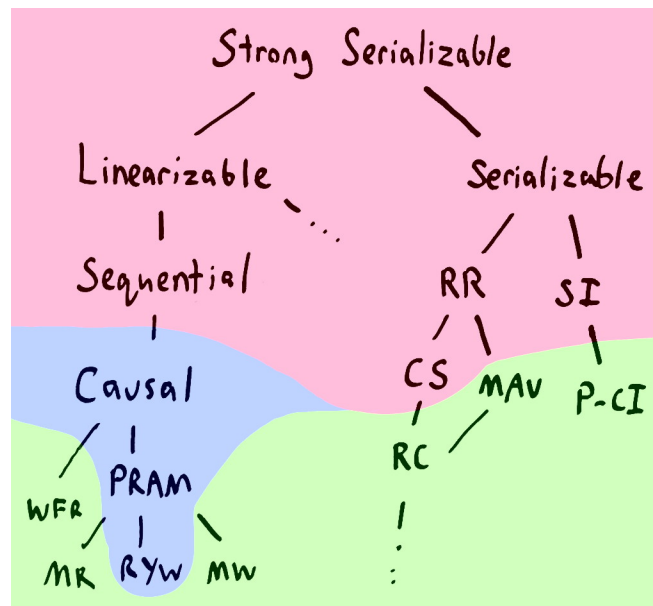 Strong Serializable
Linearizable
Serializable
...
Sequential
RR
SI
Causal
CS
MAV
P-CI
RC
PRAM
WFR
MR
RYW
MW